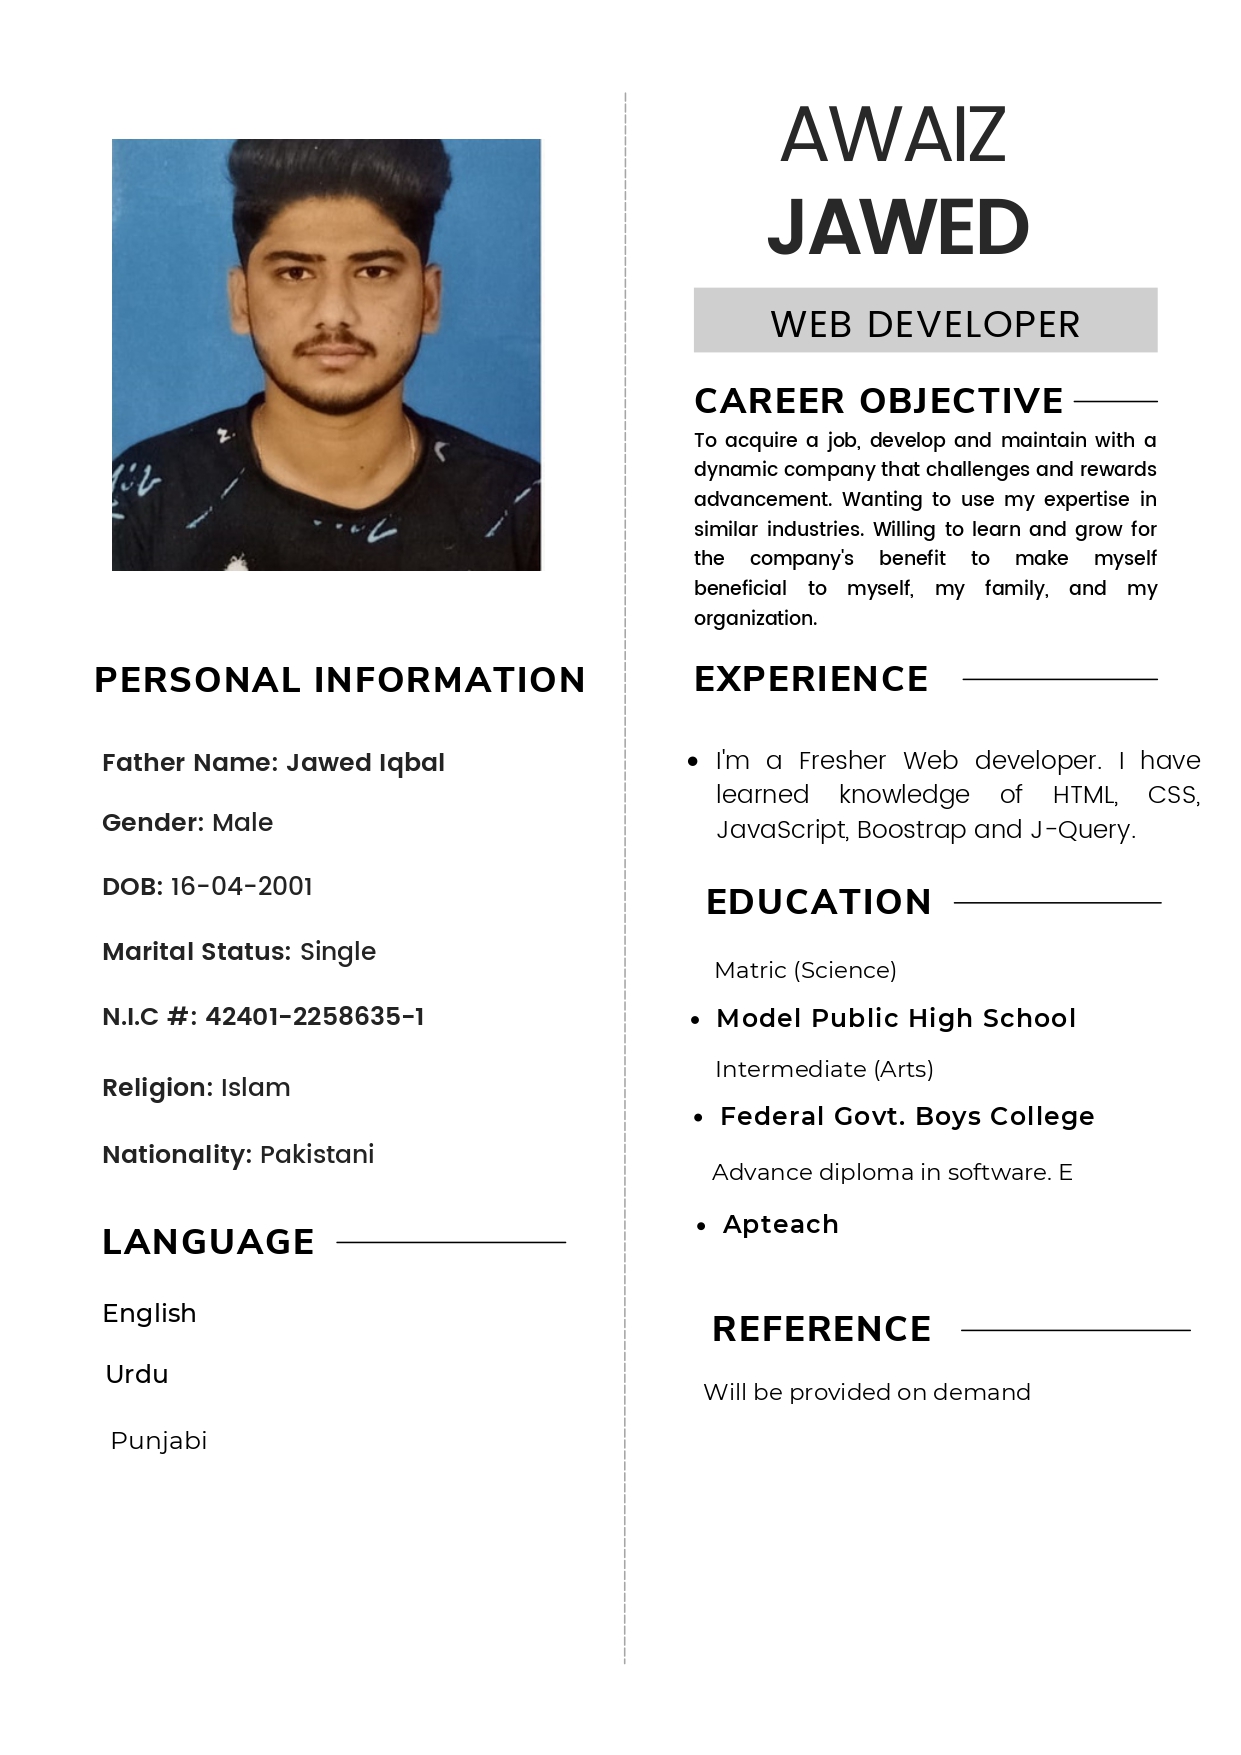 PERSONAL INFORMATION
Father Name: Jawed Iqbal
Gender: Male
DOB: 16-04-2001
Marital Status: Single
N.I.C #: 42401-2258635-1
Religion: Islam
Nationality: Pakistani
LANGUAGE
English
Urdu
Punjabi
AWAIZ
JAWED
WEB DEVELOPER
CAREER OBJECTIVE
To acquire a job, develop and maintain with a
dynamic company that challenges and rewards
advancement. Wanting to use my expertise in
similar industries. Willing to learn and grow for
the company's benefit to make myself
beneficial to myself, my family, and my
organization.
EXPERIENCE
• I'm a Fresher Web developer. I have
learned knowledge of HTML, CSS,
JavaScript, Boostrap and J-Query.
EDUCATION
Matric (Science)
• Model Public High School
Intermediate (Arts)
• Federal Govt. Boys College
Advance diploma in software. E
• Apteach
REFERENCE
Will be provided on demand